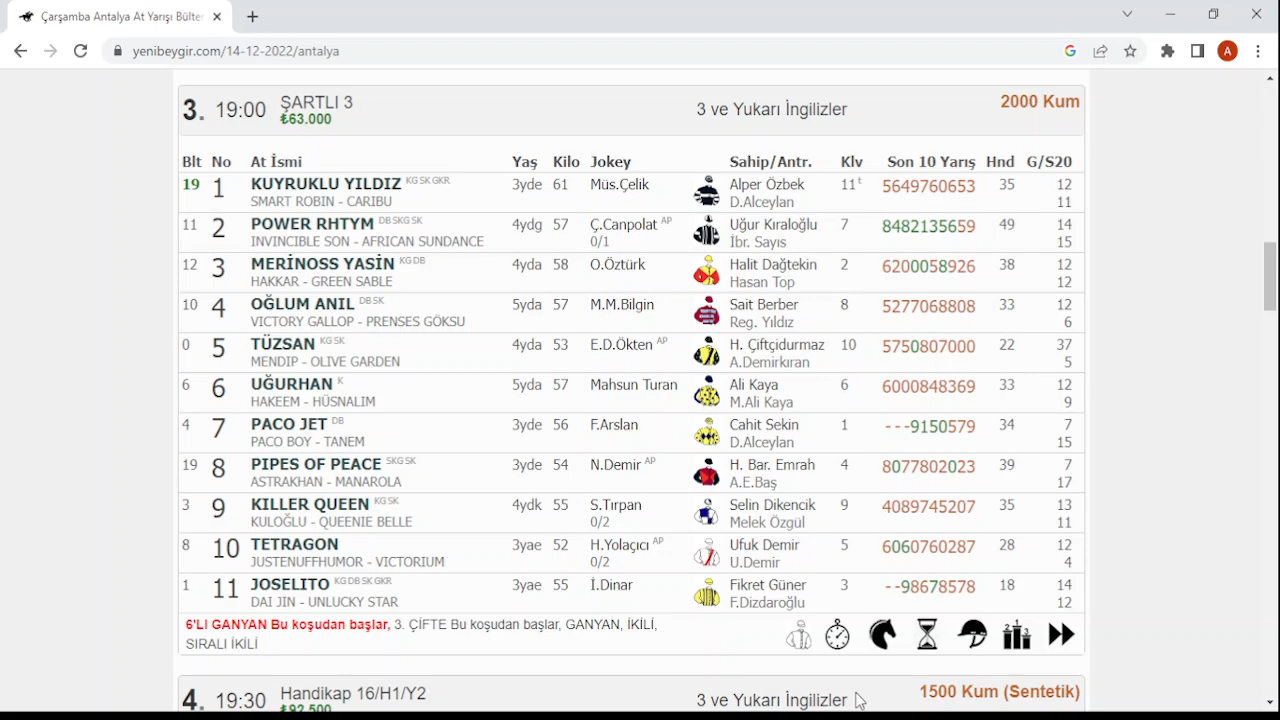 Çarşamba Antalya At Yarışı Bülter
yenibeygir.com/14-12-2022/antalya
A
3. 19:00 ŞARTLI 3 3 ve Yukarı İngilizler 2000 Kum
₺63.000
Blt No At İsmi Yaş Kilo Jokey Sahip/Antr. Klv Son 10 Yarış Hnd G/S20
19 1 KUYRUKLU YILDIZ KG SK GKR 3yde 61 Müs.Çelik Alper Özbek 11 t 5649760653 35 12
SMART ROBIN - CARIBU D.Alceylan 11
11 2 POWER RHTYM DB SKG SK 4ydg 57 Ç.Canpolat AP Uğur Kıraloğlu 7 8482135659 49 14
INVINCIBLE SON - AFRICAN SUNDANCE 0/1 İbr. Sayıs 15
12 3 MERİNOSS YASİN KG DB 4yda 58 O.Öztürk Halit Dağtekin 2 6200058926 38 12
HAKKAR - GREEN SABLE Hasan Top 12
10 4 OĞLUM ANIL DB SK 5yda 57 M.M.Bilgin Sait Berber 8 5277068808 33 12
VICTORY GALLOP - PRENSES GÖKSU Reg. Yıldız 6
0 5 TÜZSAN KG SK 4yda 53 E.D.Ökten AP H. Çiftçidurmaz 10 5750807000 22 37
MENDIP - OLIVE GARDEN A.Demirkıran 5
6 6 UĞURHAN K 5yda 57 Mahsun Turan Ali Kaya 6 6000848369 33 12
HAKEEM - HÜSNALIM M.Ali Kaya 9
4 7 PACO JET DB 3yde 56 F.Arslan Cahit Sekin 1 ---9150579 34 7
PACO BOY - TANEM D.Alceylan 15
19 8 PIPES OF PEACE SKG SK 3yde 54 N.Demir AP H. Bar. Emrah 4 8077802023 39 7
ASTRAKHAN - MANAROLA A.E.Baş 17
3 9 KILLER QUEEN KG SK 4ydk 55 S.Tırpan Selin Dikencik 9 4089745207 35 13
KULOĞLU - QUEENIE BELLE 0/2 Melek Özgül 11
8 10 TETRAGON 3yae 52 H.Yolaçıcı AP Ufuk Demir 5 6060760287 28 12
JUSTENUFFHUMOR - VICTORIUM 0/2 U.Demir 4
1 11 JOSELITO KG DB SK GKR 3yae 55 İ.Dinar Fikret Güner 3 --98678578 18 14
DAI JIN - UNLUCKY STAR F.Dizdaroğlu 12
6'LI GANYAN Bu koşudan başlar, 3. ÇİFTE Bu koşudan başlar, GANYAN, İKİLİ,
SIRALI İKİLİ
4. 19:30 Handikap 16/H1/Y2 3 ve Yukarı İngilizler 1500 Kum (Sentetik)
₺92.500